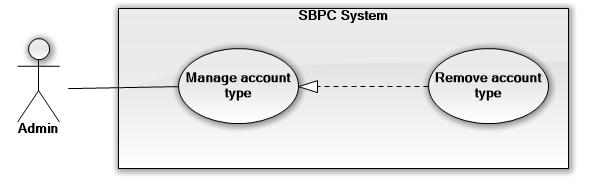 SBPC System
Manage account
type
Remove account
type
Admin